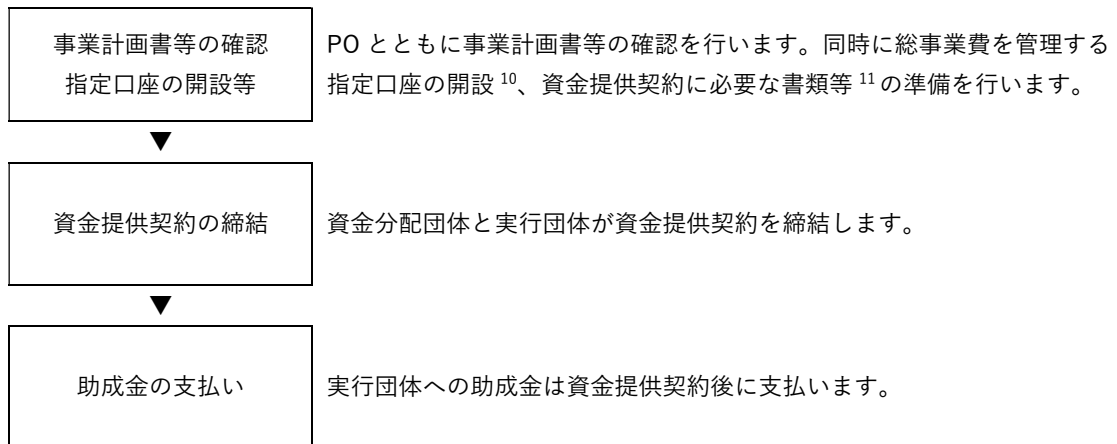 事業計画書等の確認
指定口座の開設等
PO とともに事業計画書等の確認を行います。同時に総事業費を管理する
指定口座の開設 10、資金提供契約に必要な書類等 11 の準備を行います。
▼
資金提供契約の締結
資金分配団体と実行団体が資金提供契約を締結します。
▼
助成金の支払い
実行団体への助成金は資金提供契約後に支払います。